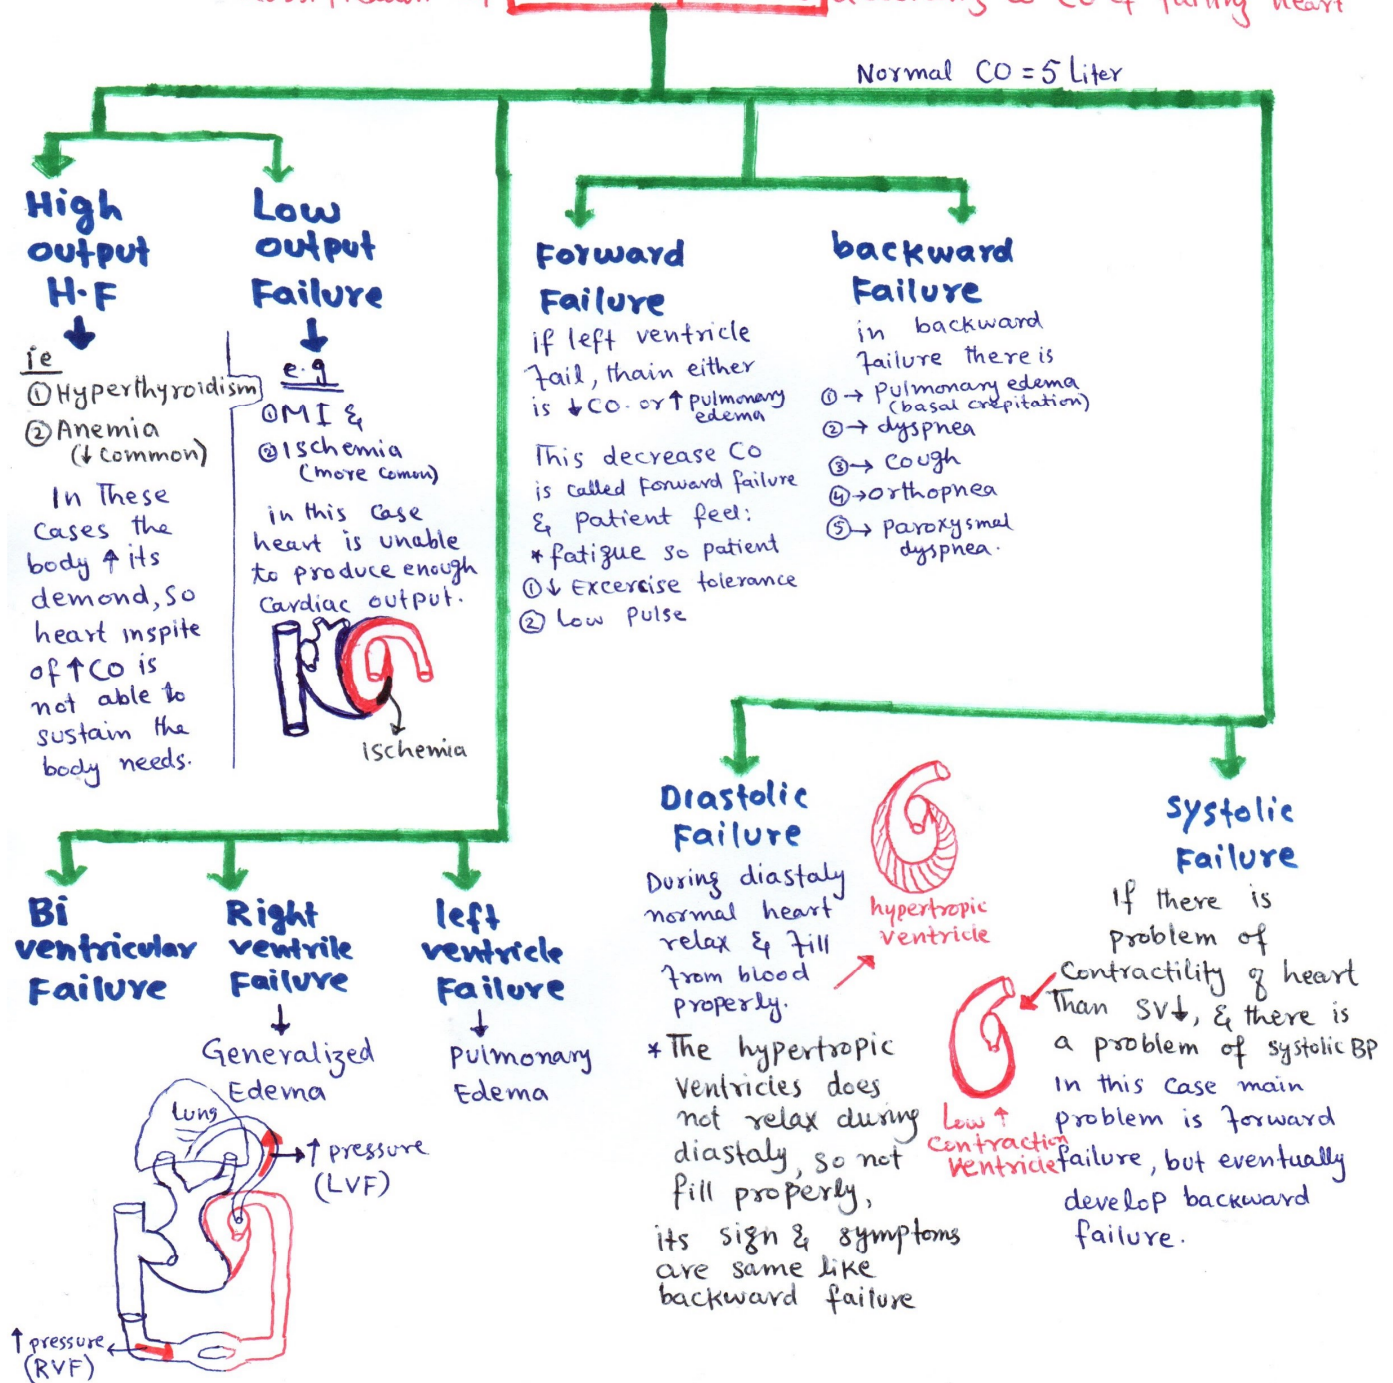 according to CO of failing heart
Normal CO = 5 Liter
High
output
H.F
ie
① Hyperthyroidism
② Anemia
(↓ Common)
In These
cases the
body ↑ its
demond, so
heart inspite
of ↑ CO is
not able to
sustain the
body needs.
Low
output
Failure
e.g
① MI &
② Ischemia
(more comon)
in this case
heart is unable
to produce enough
Cardiac output.
ischemia
Forward
Failure
if left ventricle
fail, thain either
is ↓ CO. or ↑ pulmonary
edema
This decrease CO
is called Forward failure
& patient feel:
* fatigue so patient
① ↓ Excercise tolerance
② Low Pulse
backward
Failure
in backward
failure there is
① → Pulmonary edema
(basal crepitation)
② → dyspnea
③ → Cough
④ → orthopnea
⑤ → paroxysmal
dyspnea.
Bi
ventricular
Failure
Right
ventrile
Failure
Generalized
Edema
left
ventricle
Failure
pulmonary
Edema
Lung
↑ pressure
(LVF)
↑ pressure
(RVF)
Diastolic
Failure
During diastaly
normal heart
relax & fill
from blood
properly.
hypertropic
ventricle
* The hypertropic
ventricles does
not relax during
diastaly, so not
fill properly,
its sign & symptoms
are same like
backward failure
Systolic
Failure
If there is
problem of
Contractility of heart
Than SV↓, & there is
a problem of systolic BP
In this case main
problem is forward
failure, but eventually
develop backward
failure.
Low ↑
Contraction
Ventricle